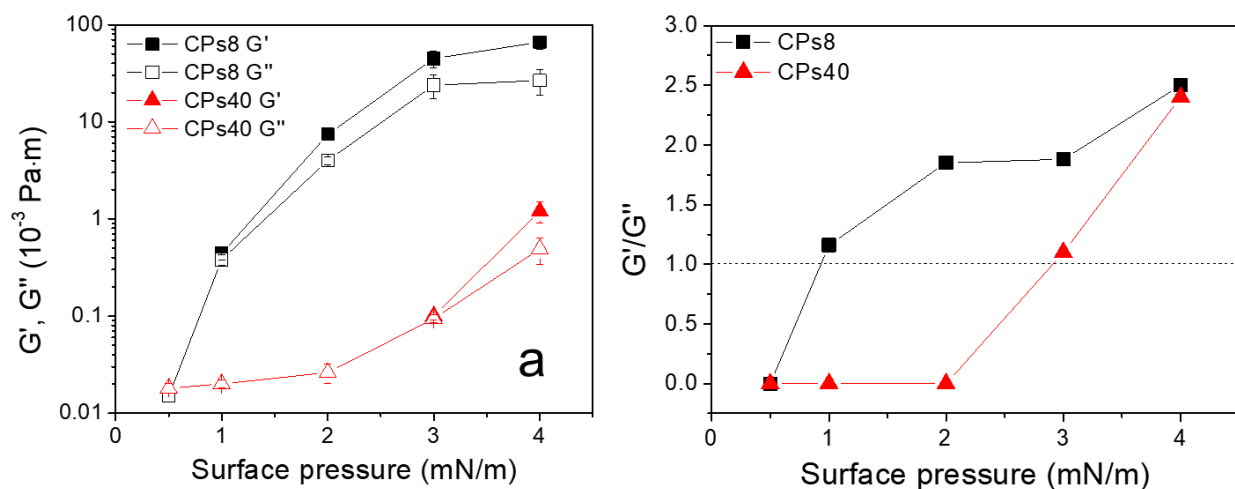 100
10
1
0.1
0.01
G', G" (10⁻³ Pa·m)
CPs8 G'
CPs8 G"
CPs40 G'
CPs40 G"
a
0 1 2 3 4
Surface pressure (mN/m)
3.0
2.5
2.0
1.5
1.0
0.5
0.0
G'/G"
CPs8
CPs40
0 1 2 3 4
Surface pressure (mN/m)